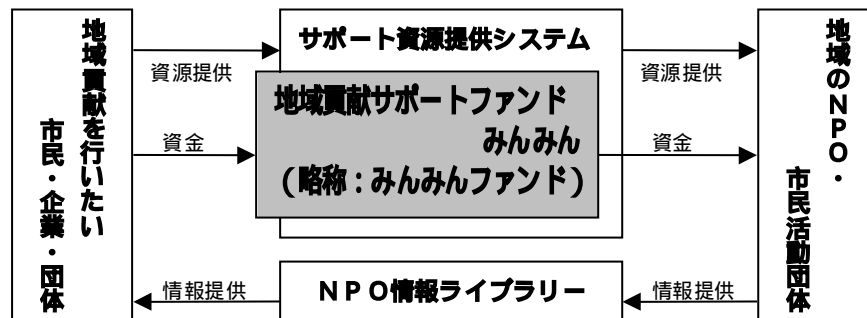 地域貢献を行いたい
市民・企業・団体
資源提供
資金
情報提供
サポート資源提供システム
地域貢献サポートファンド
みんみん
（略称：みんみんファンド）
ＮＰＯ情報ライブラリー
資源提供
資金
情報提供
地域のＮＰＯ・
市民活動団体